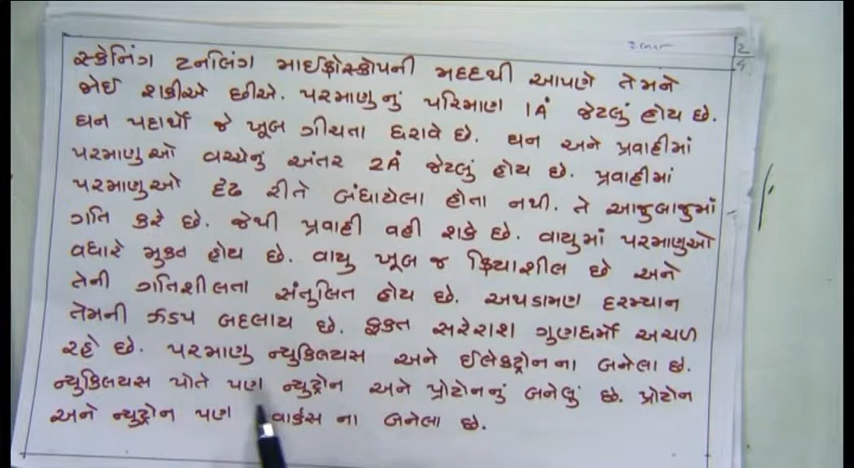 સ્કેનિંગ ટનલિંગ માઈક્રોસ્કોપની મદદથી આપણે તેમને
જોઈ શકીએ છીએ. પરમાણુનું પરિમાણ 1Å જેટલું હોય છે.
ઘન પદાર્થો જે ખૂબ ગીચતા ધરાવે છે. ઘન અને પ્રવાહીમાં
પરમાણુઓ વચ્ચેનું અંતર 2Å જેટલું હોય છે. પ્રવાહીમાં
પરમાણુઓ દૃઢ રીતે બંધાયેલા હોતા નથી. તે આજુબાજુમાં
ગતિ કરે છે. જેથી પ્રવાહી વહી શકે છે. વાયુમાં પરમાણુઓ
વધારે મુક્ત હોય છે. વાયુ ખૂબ જ ક્રિયાશીલ છે અને
તેની ગતિશીલતા સંતુલિત હોય છે. અથડામણ દરમ્યાન
તેમની ઝડપ બદલાય છે. ફક્ત સરેરાશ ગુણધર્મો અચળ
રહે છે. પરમાણુ ન્યુક્લિયસ અને ઈલેક્ટ્રોનના બનેલા છે.
ન્યુક્લિયસ પોતે પણ ન્યુટ્રોન અને પ્રોટોનનું બનેલું છે. પ્રોટોન
અને ન્યુટ્રોન પણ વાર્કસ ના બનેલા છે.